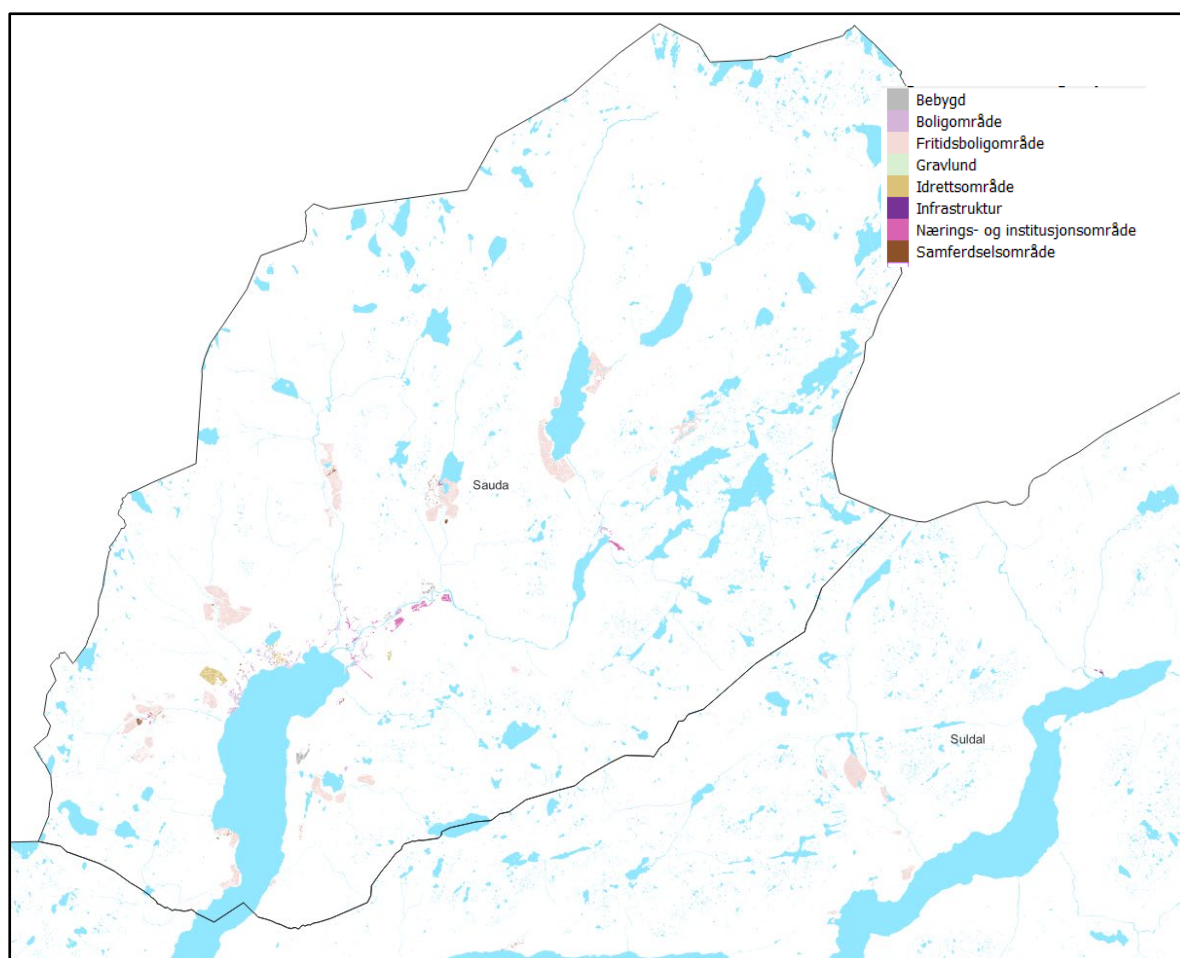 Bebygd
Boligområde
Fritidsboligområde
Gravlund
Idrettsområde
Infrastruktur
Nærings- og institusjonsområde
Samferdselsområde
Sauda
Suldal